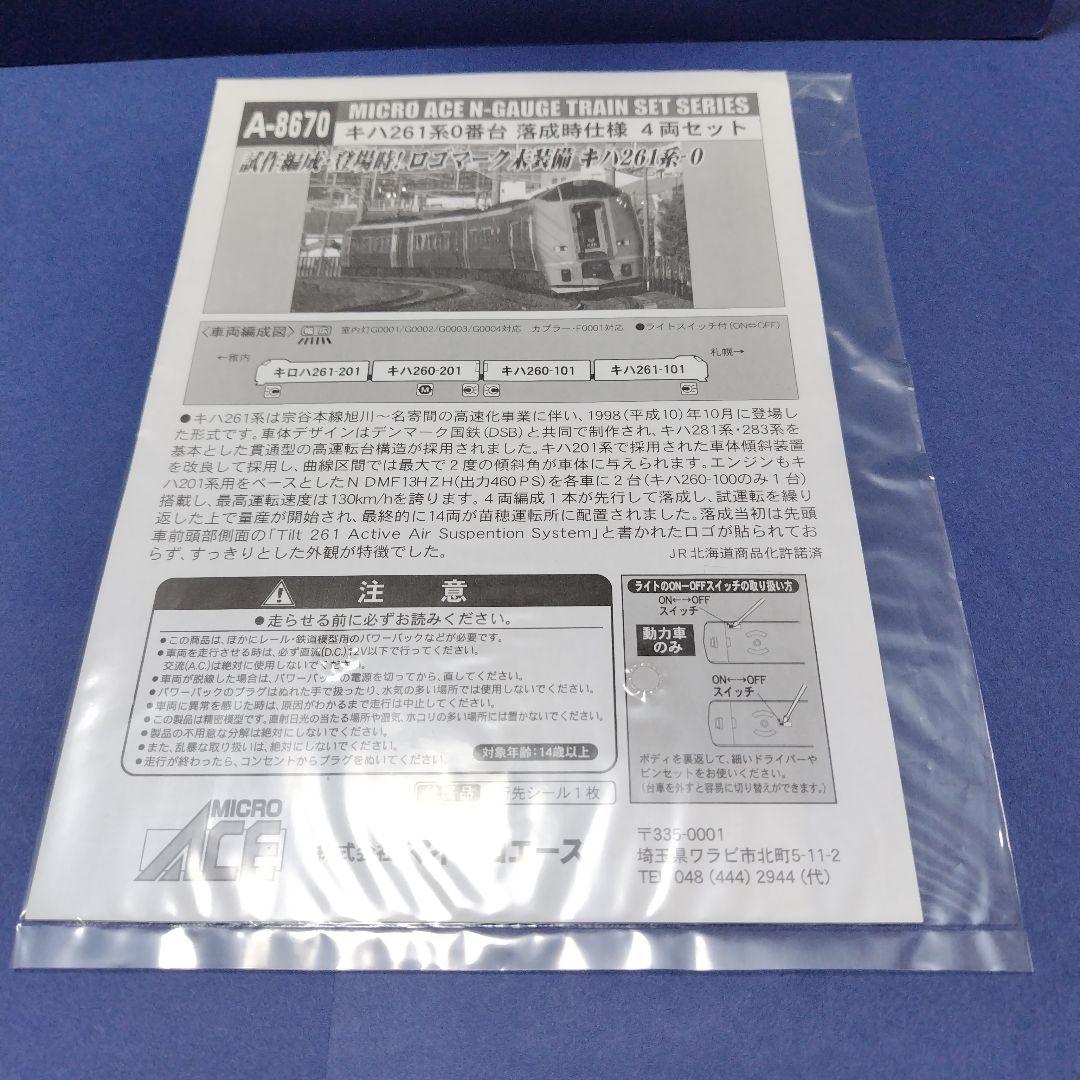 A-8670
MICRO ACE N-GAUGE TRAIN SET SERIES
キハ261系0番台 落成時仕様 4両セット
試作編成・登場時! ロゴマーク未装備 キハ261系-0
〈車両編成図〉
室内灯G0001/G0002/G0003/G0004対応 カプラー・F0001対応 ●ライトスイッチ付(ON⇔OFF)
←稚内
札幌→
キロハ261-201 キハ260-201 キハ260-101 キハ261-101
M
●キハ261系は宗谷本線旭川～名寄間の高速化事業に伴い、1998(平成10)年10月に登場し
た形式です。車体デザインはデンマーク国鉄(DSB)と共同で制作され、キハ281系・283系を
基本とした貫通型の高運転台構造が採用されました。キハ201系で採用された車体傾斜装置
を改良して採用し、曲線区間では最大で2度の傾斜角が車体に与えられます。エンジンもキ
ハ201系用をベースとしたN DMF13HZH(出力460PS)を各車に2台(キハ260-100のみ1台)
搭載し、最高運転速度は130km/hを誇ります。4両編成1本が先行して落成し、試運転を繰り
返した上で量産が開始され、最終的に14両が苗穂運転所に配置されました。落成当初は先頭
車前頭部側面の「Tilt 261 Active Air Suspention System」と書かれたロゴが貼られてお
らず、すっきりとした外観が特徴でした。
JR北海道商品化許諾済
注 意
●走らせる前に必ずお読みください。
●この商品は、ほかにレール・鉄道模型用のパワーパックなどが必要です。
●車両を走行させる時は、必ず直流(D.C.)12V以下で行ってください。
交流(A.C.)は絶対に使用しないでください。
●車両が脱線した場合は、パワーパックの電源を切ってから、直してください。
●パワーパックのプラグはぬれた手で扱ったり、水気の多い場所では使用しないでください。
●車両に異常を感じた時は、原因がわかるまで走行は中止してください。
●この製品は精密模型です。直射日光の当たる場所や湿気、ホコリの多い場所には置かないでください。
●製品の不用意な分解は絶対にしないでください。
●また、乱暴な取り扱いは、絶対にしないでください。
●走行が終わったら、コンセントからプラグをぬいてください。
対象年齢:14歳以上
ライトのON-OFFスイッチの取り扱い方
ON←→OFF
スイッチ
動力車
のみ
ON←→OFF
スイッチ
ボディを裏返して、細いドライバーや
ピンセットをお使いください。
(台車を外すと容易に切り替えができます。)
行先シール1枚
MICRO
ACE
株式会社 エース
〒335-0001
埼玉県ワラビ市北町5-11-2
TEL 048 (444) 2944 (代)